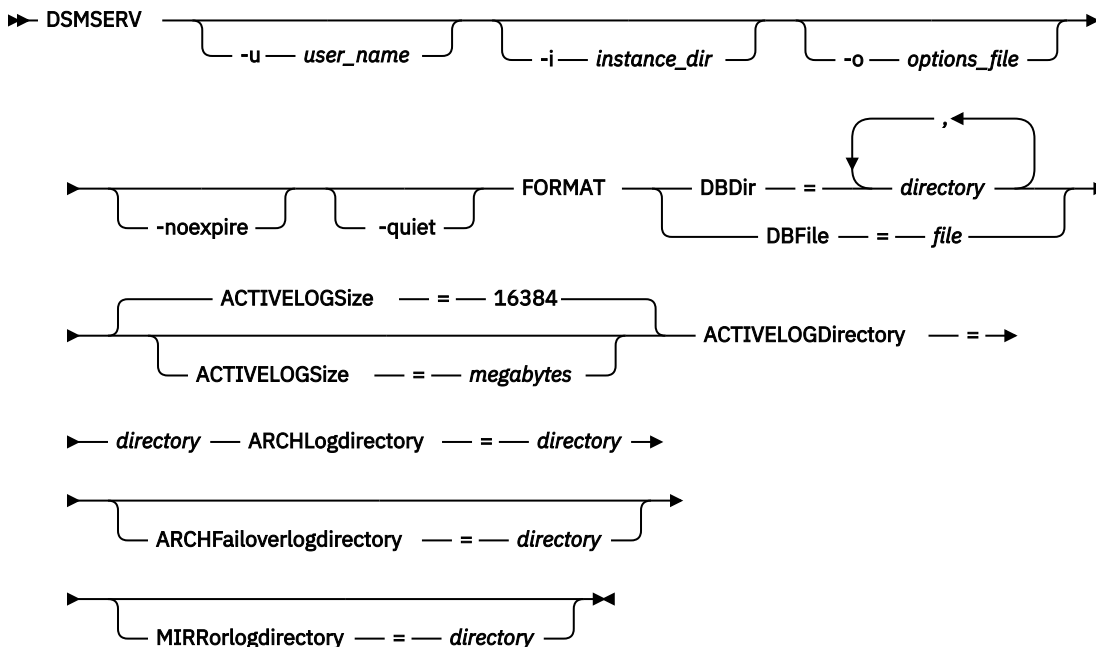 DSMSERV
-u user_name -i instance_dir -o options_file
,
-noexpire -quiet FORMAT DBDir = directory
DBFile = file
ACTIVELOGSize = 16384
ACTIVELOGDirectory =
ACTIVELOGSize = megabytes
directory ARCHLogdirectory = directory
ARCHFailoverlogdirectory = directory
MIRRorlogdirectory = directory